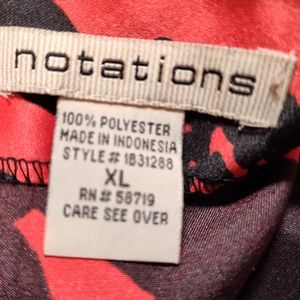 notations
100% POLYESTER
MADE IN INDONESIA
STYLE# 1831288
XL
RN# 58719
CARE SEE OVER